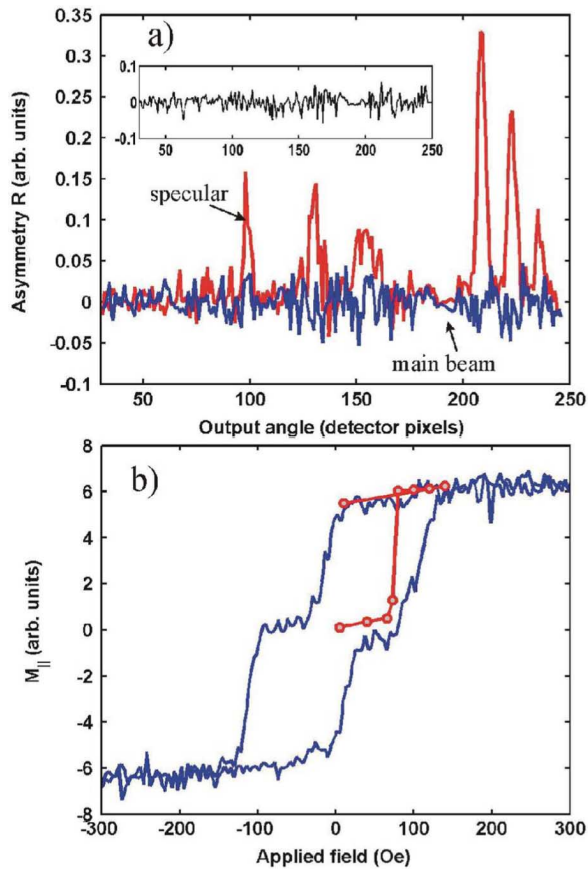 a)
0.35
0.3
0.25
0.2
0.15
0.1
0.05
0
-0.05
-0.1
Asymmetry R (arb. units)
0.1
0
-0.1
50 100 150 200 250
specular
main beam
50 100 150 200 250
Output angle (detector pixels)
b)
8
6
4
2
0
-2
-4
-6
-8
M|| (arb. units)
-300 -200 -100 0 100 200 300
Applied field (Oe)